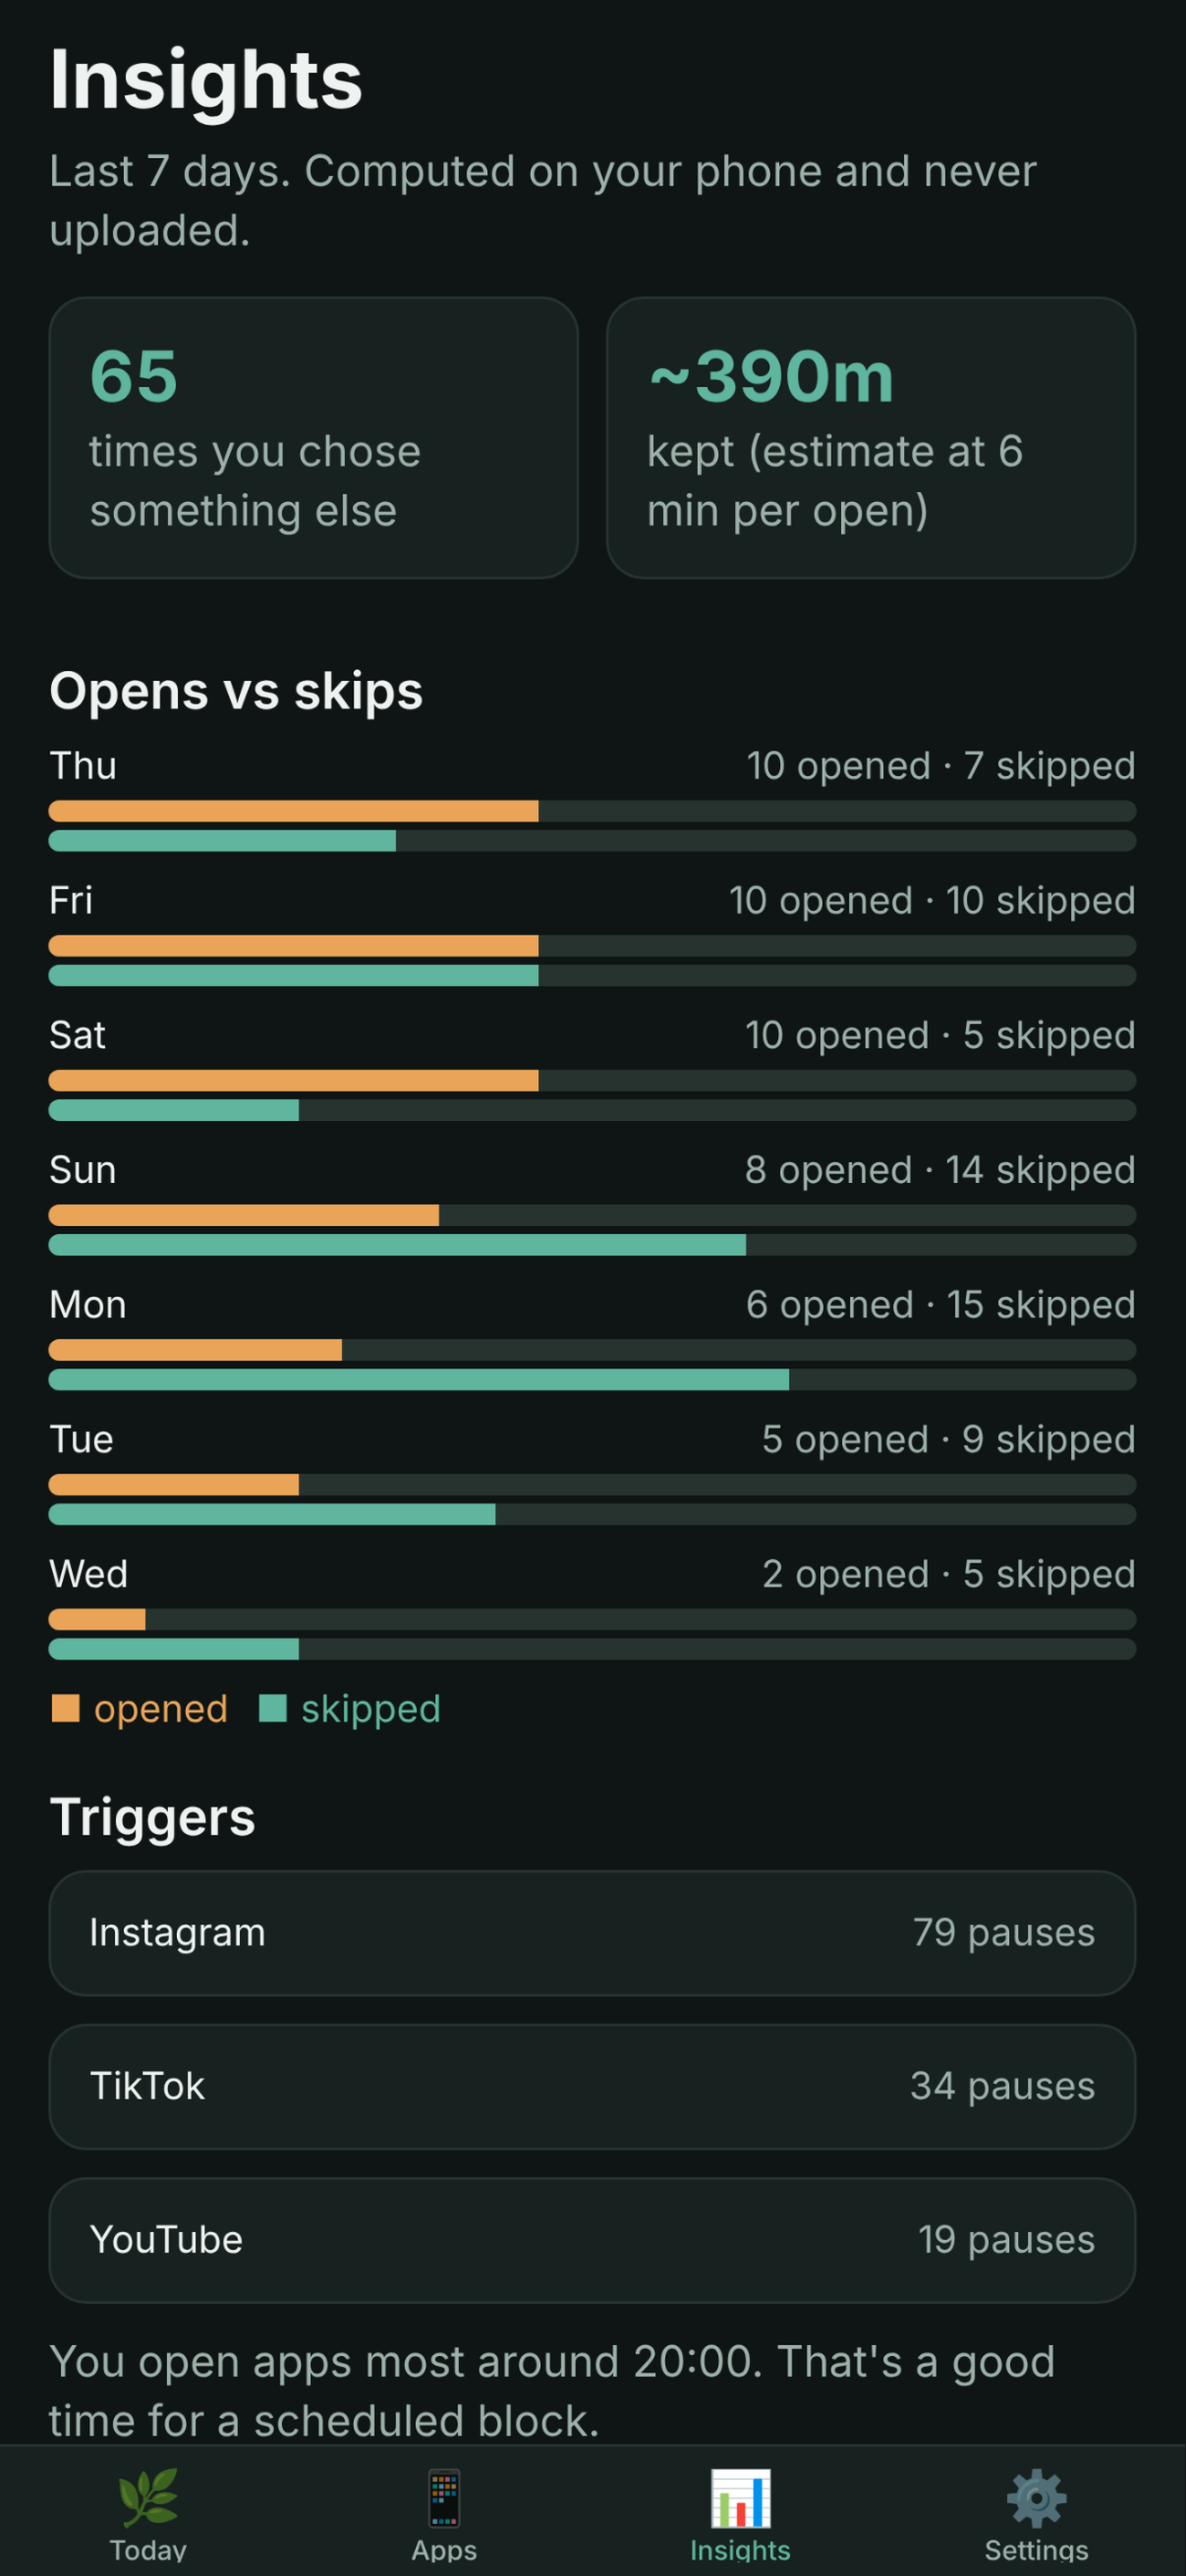 Insights
Last 7 days. Computed on your phone and never
uploaded.
65
times you chose
something else
~390m
kept (estimate at 6
min per open)
Opens vs skips
Thu 10 opened · 7 skipped
Fri 10 opened · 10 skipped
Sat 10 opened · 5 skipped
Sun 8 opened · 14 skipped
Mon 6 opened · 15 skipped
Tue 5 opened · 9 skipped
Wed 2 opened · 5 skipped
opened skipped
Triggers
Instagram 79 pauses
TikTok 34 pauses
YouTube 19 pauses
You open apps most around 20:00. That's a good
time for a scheduled block.
Today Apps Insights Settings